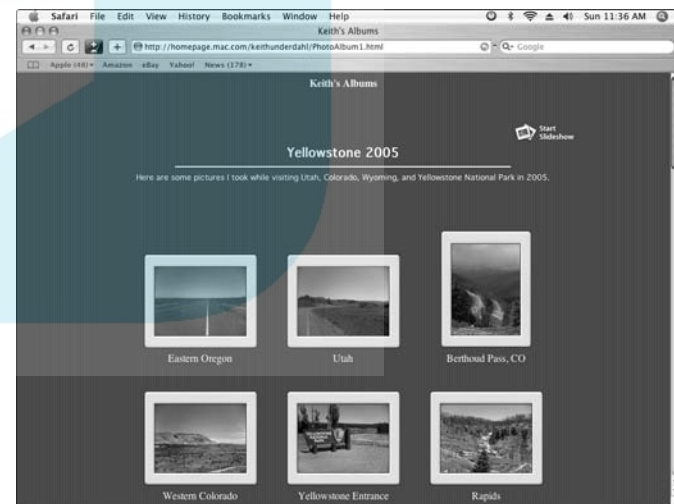 Safari File Edit View History Bookmarks Window Help Sun 11:36 AM
Keith's Albums
http://homepage.mac.com/keithunderdahl/PhotoAlbum1.html Google
Apple (48) Amazon eBay Yahoo! News (178)
Keith's Albums
Start
Slideshow
Yellowstone 2005
Here are some pictures I took while visiting Utah, Colorado, Wyoming, and Yellowstone National Park in 2005.
Eastern Oregon Utah Berthoud Pass, CO
Western Colorado Yellowstone Entrance Rapids